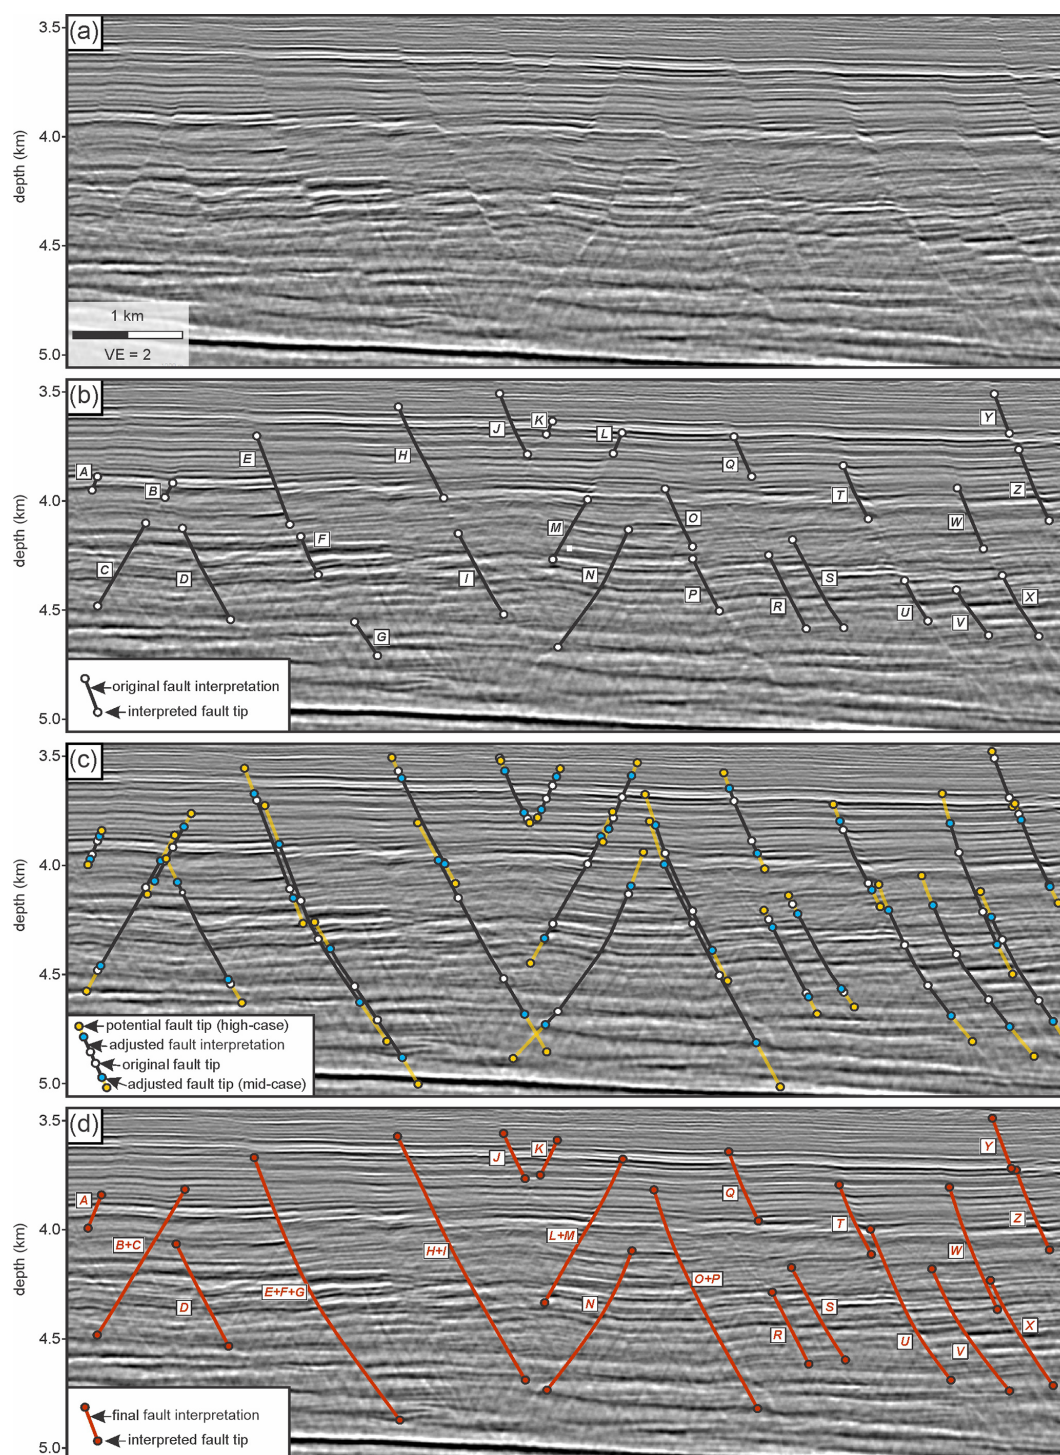 (a)
3.5
4.0
4.5
5.0
depth (km)
1 km
VE = 2
(b)
3.5
4.0
4.5
5.0
depth (km)
A
B
C
D
E
F
G
H
I
J
K
L
M
N
O
P
Q
R
S
T
U
V
W
X
Y
Z
original fault interpretation
interpreted fault tip
(c)
3.5
4.0
4.5
5.0
depth (km)
potential fault tip (high-case)
adjusted fault interpretation
original fault tip
adjusted fault tip (mid-case)
(d)
3.5
4.0
4.5
5.0
depth (km)
A
B+C
D
E+F+G
H+I
J
K
L+M
N
O+P
Q
R
S
T
U
V
W
X
Y
Z
final fault interpretation
interpreted fault tip